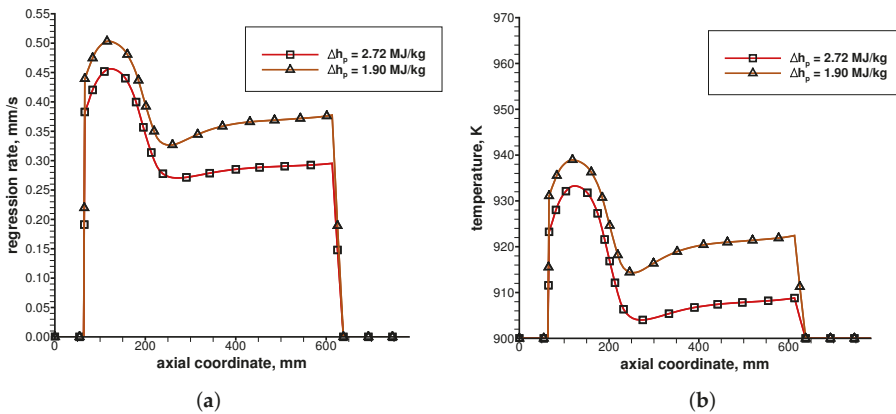 0.55
0.50
0.45
0.40
0.35
0.30
0.25
0.20
0.15
0.10
0.05
0.00
regression rate, mm/s
0 200 400 600
axial coordinate, mm
Δhp = 2.72 MJ/kg
Δhp = 1.90 MJ/kg
(a)
970
960
950
940
930
920
910
900
temperature, K
0 200 400 600
axial coordinate, mm
Δhp = 2.72 MJ/kg
Δhp = 1.90 MJ/kg
(b)